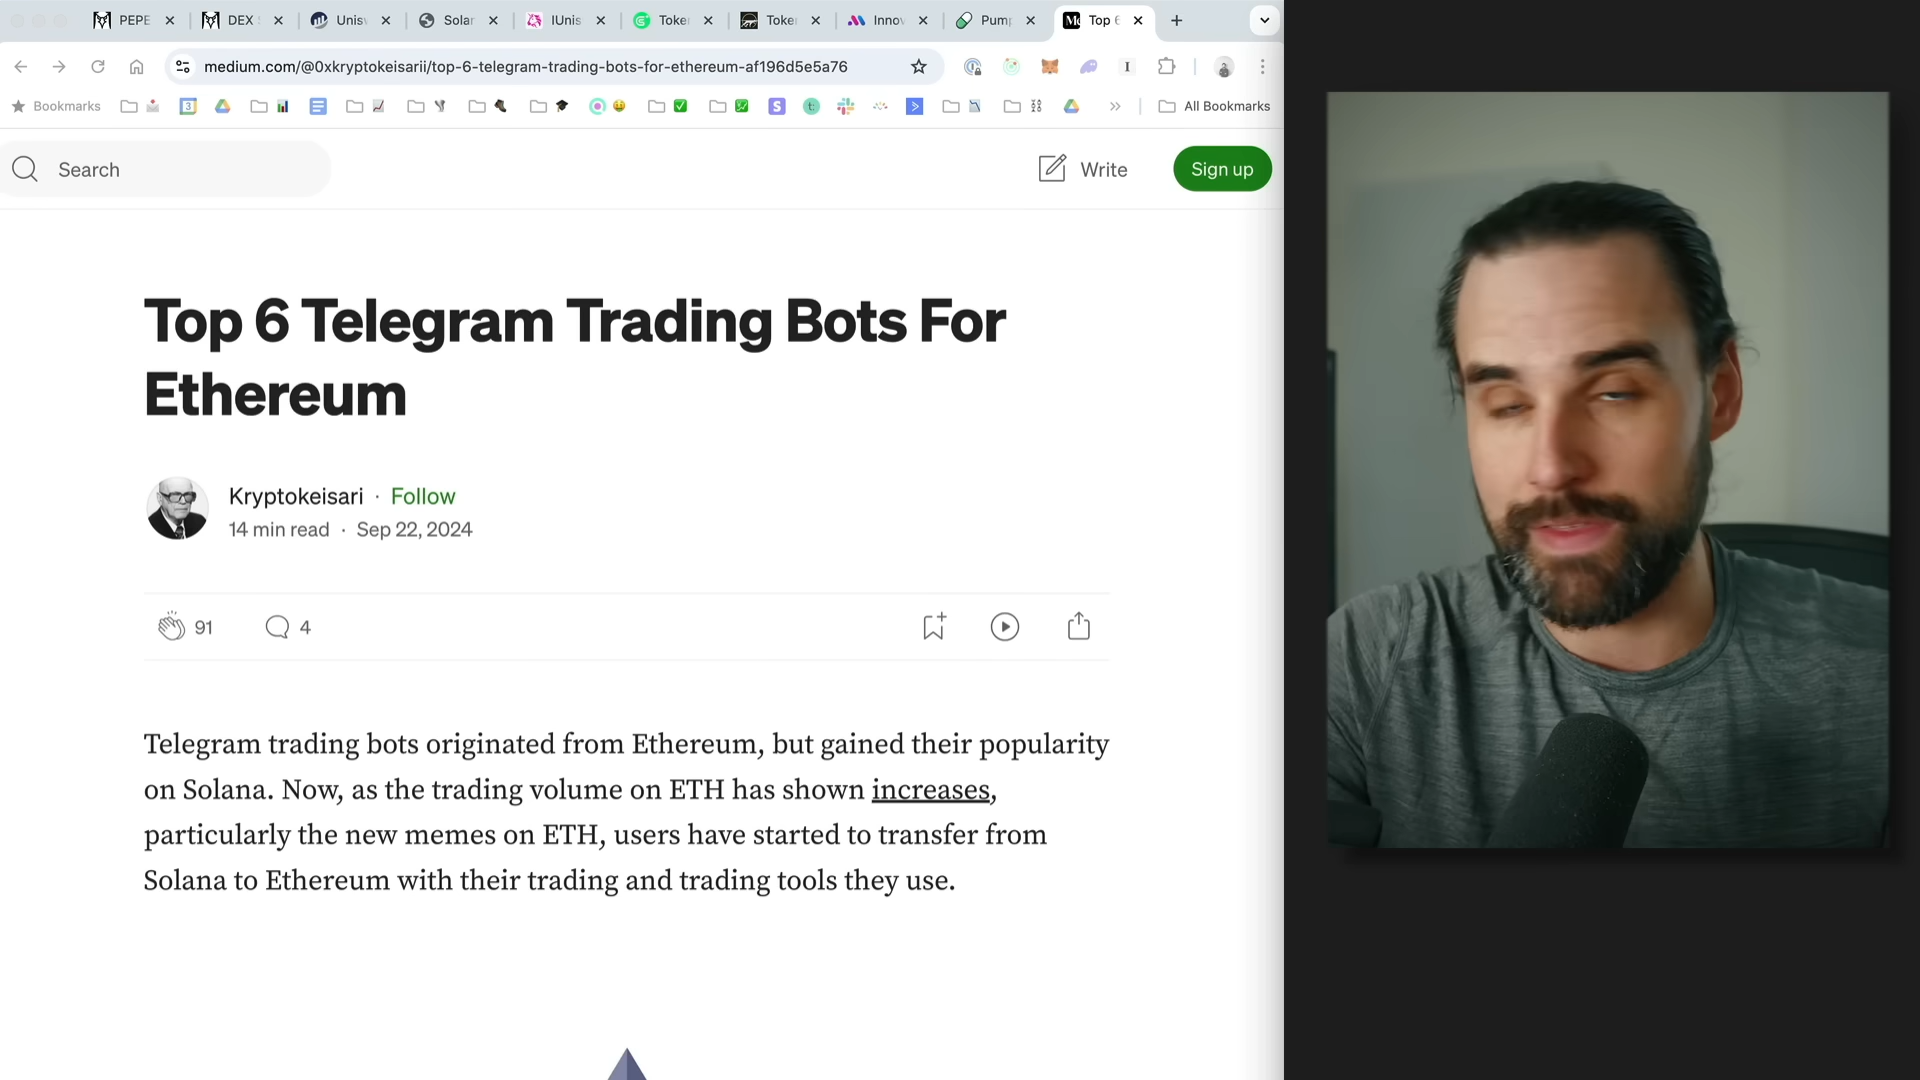 PEPE
DEX
Unisw
Solar
IUnis
Toke
Toke
Innov
Pump
Top 6
medium.com/@0xkryptokeisarii/top-6-telegram-trading-bots-for-ethereum-af196d5e5a76
Bookmarks
All Bookmarks
Search
Write
Sign up
Top 6 Telegram Trading Bots For
Ethereum
Kryptokeisari · Follow
14 min read · Sep 22, 2024
91
4
Telegram trading bots originated from Ethereum, but gained their popularity
on Solana. Now, as the trading volume on ETH has shown increases,
particularly the new memes on ETH, users have started to transfer from
Solana to Ethereum with their trading and trading tools they use.